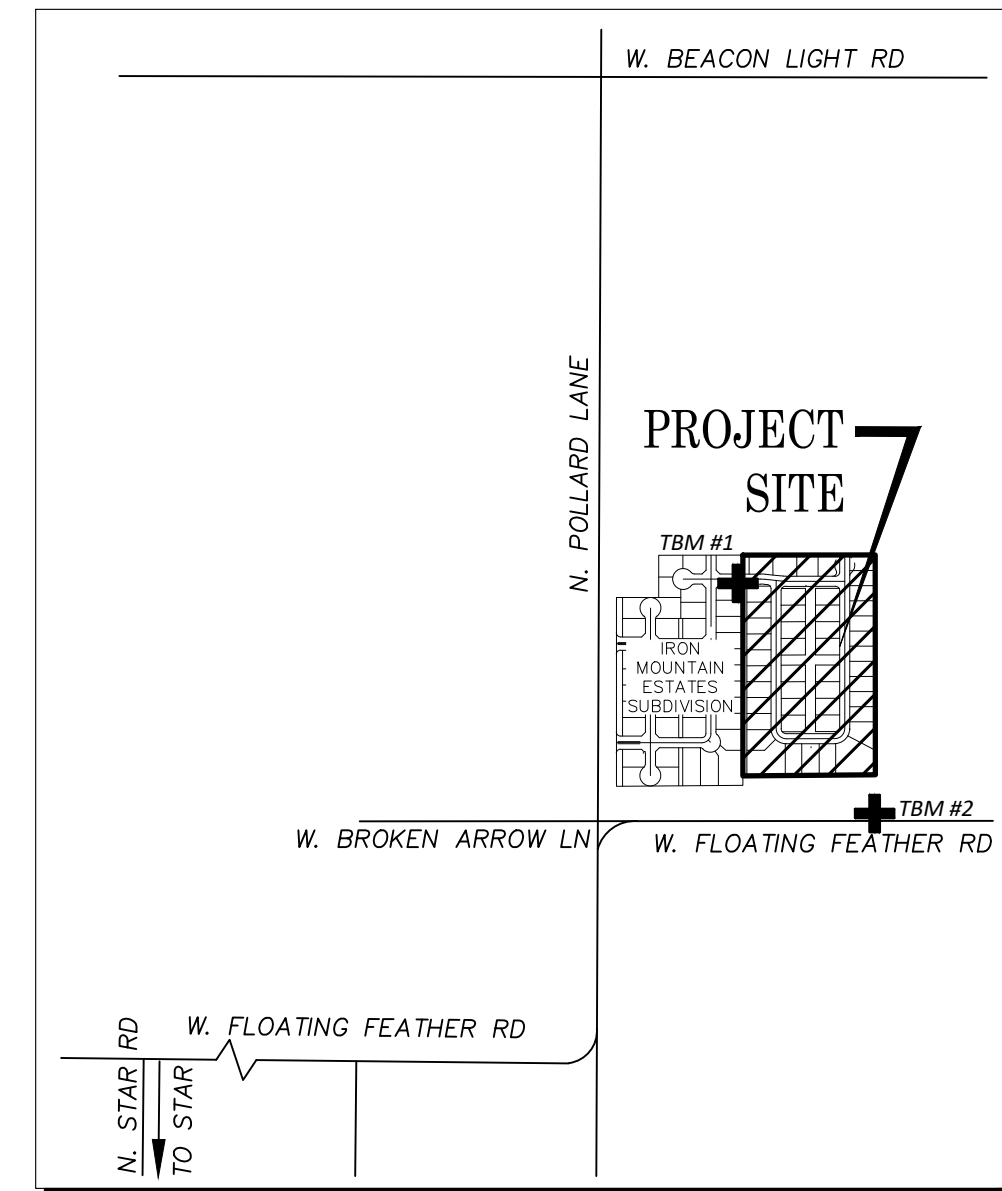 W. BEACON LIGHT RD
N. POLLARD LANE
PROJECT
SITE
TBM #1
IRON
MOUNTAIN
ESTATES
SUBDIVISION
TBM #2
W. BROKEN ARROW LN
W. FLOATING FEATHER RD
W. FLOATING FEATHER RD
N. STAR RD
TO STAR